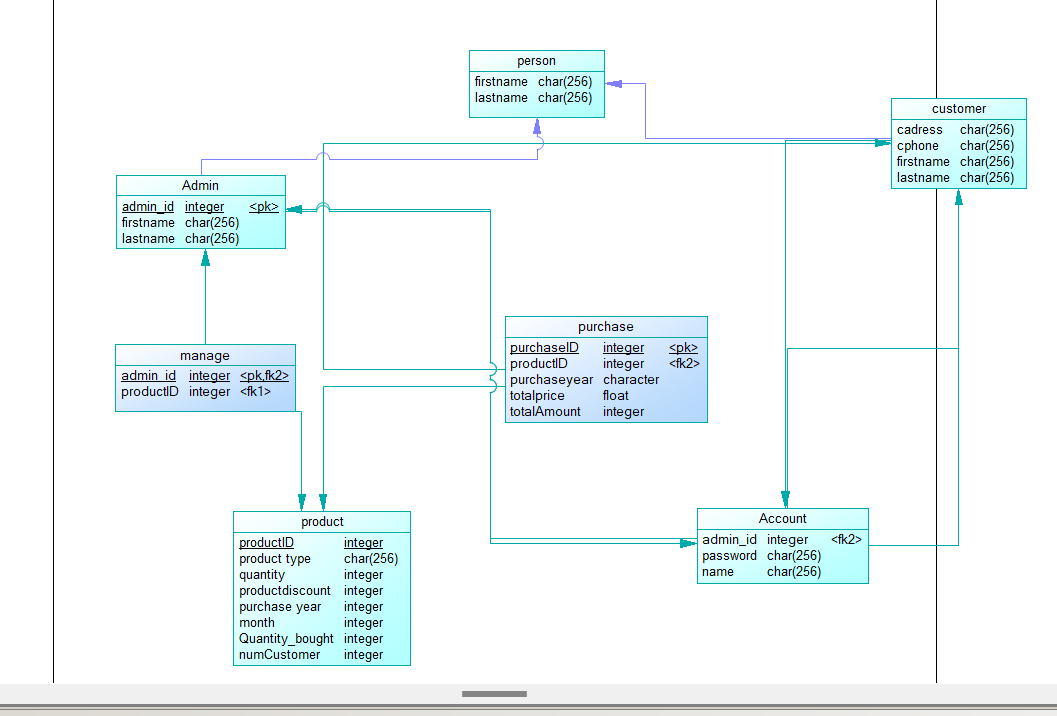 person
firstname char(256)
lastname char(256)
customer
cadress char(256)
cphone char(256)
firstname char(256)
lastname char(256)
Admin
admin_id integer <pk>
firstname char(256)
lastname char(256)
purchase
purchaseID integer <pk>
productID integer <fk2>
purchaseyear character
totalprice float
totalAmount integer
manage
admin_id integer <pk,fk2>
productID integer <fk1>
product
productID integer
product type char(256)
quantity integer
productdiscount integer
purchase year integer
month integer
Quantity_bought integer
numCustomer integer
Account
admin_id integer <fk2>
password char(256)
name char(256)